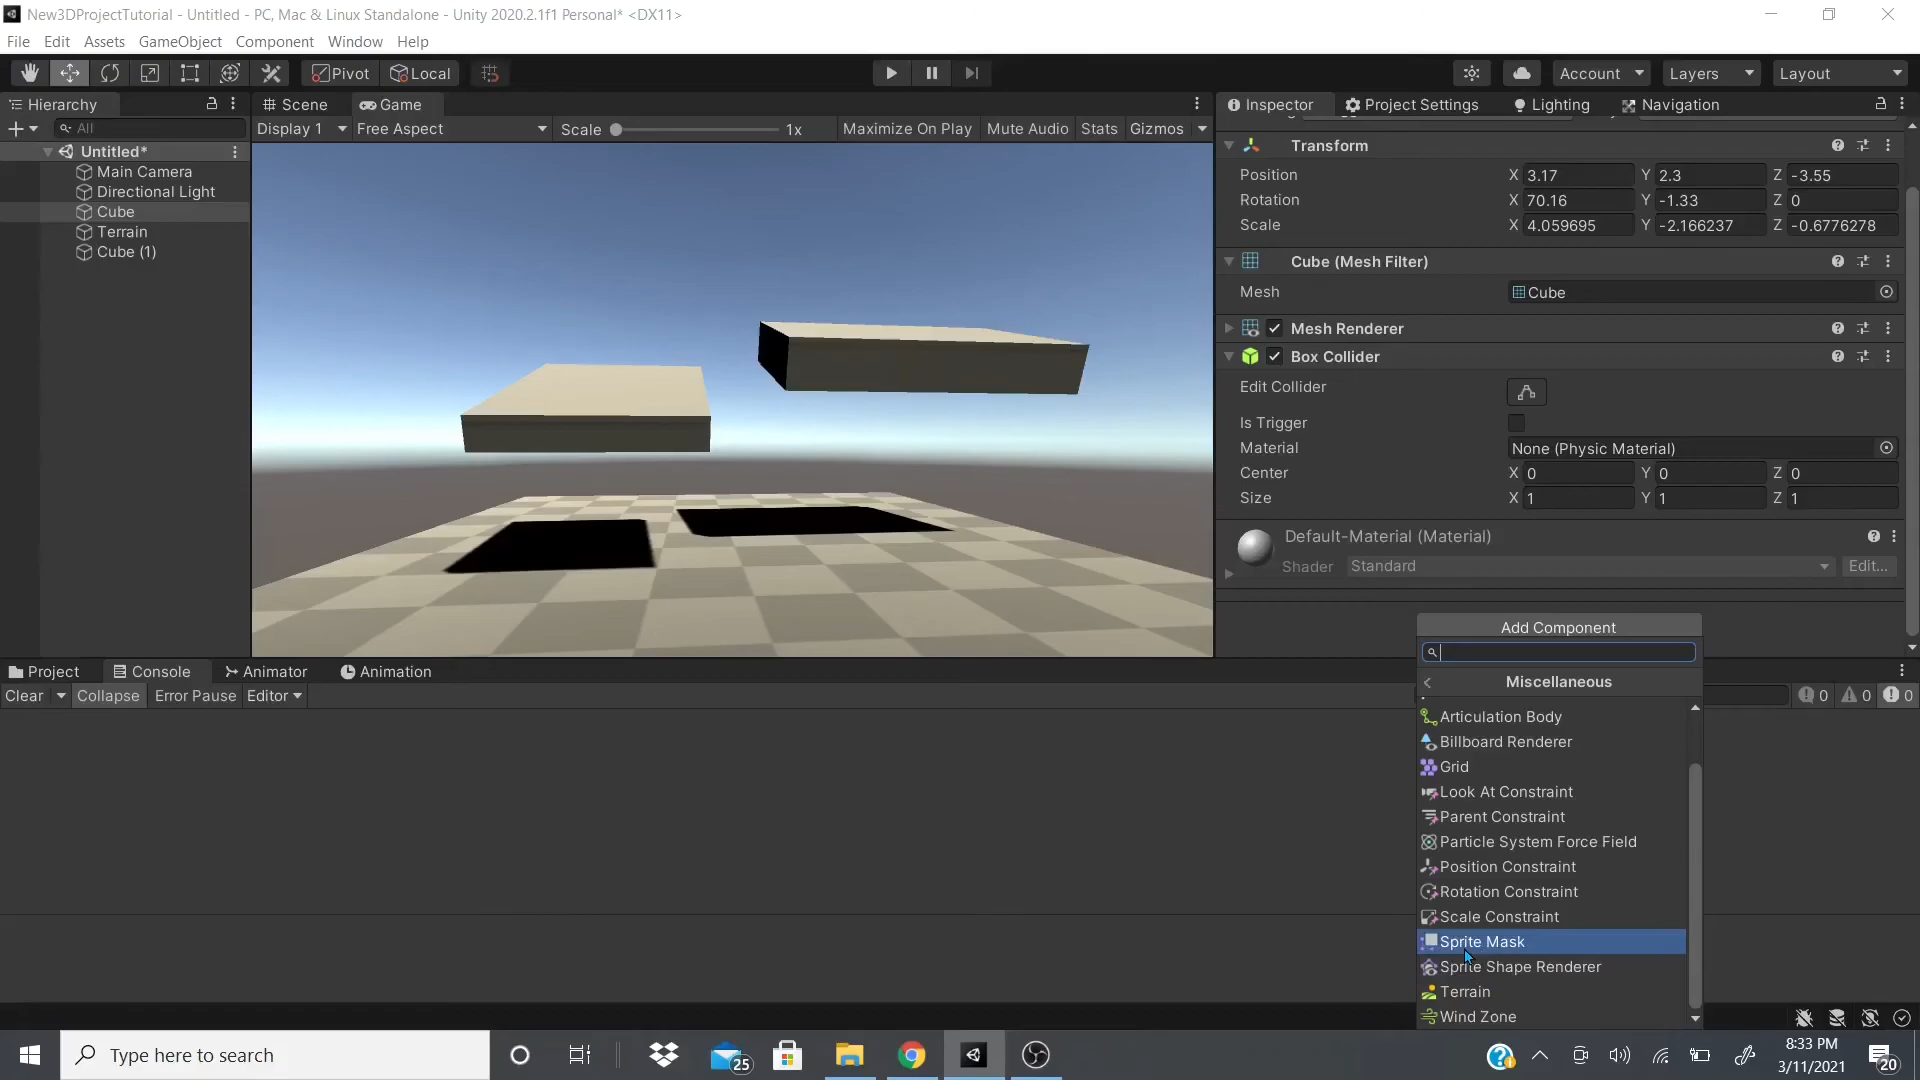 New3DProjectTutorial - Untitled - PC, Mac & Linux Standalone - Unity 2020.2.1f1 Personal* <DX11>
File Edit Assets GameObject Component Window Help
Pivot Local Account Layers Layout
Hierarchy
All
Untitled*
Main Camera
Directional Light
Cube
Terrain
Cube (1)
Scene Game
Display 1 Free Aspect Scale 1x Maximize On Play Mute Audio Stats Gizmos
Inspector Project Settings Lighting Navigation
Transform
Position X 3.17 Y 2.3 Z -3.55
Rotation X 70.16 Y -1.33 Z 0
Scale X 4.059695 Y -2.166237 Z -0.6776278
Cube (Mesh Filter)
Mesh Cube
Mesh Renderer
Box Collider
Edit Collider
Is Trigger
Material None (Physic Material)
Center X 0 Y 0 Z 0
Size X 1 Y 1 Z 1
Default-Material (Material)
Shader Standard Edit...
Add Component
Miscellaneous
Articulation Body
Billboard Renderer
Grid
Look At Constraint
Parent Constraint
Particle System Force Field
Position Constraint
Rotation Constraint
Scale Constraint
Sprite Mask
Sprite Shape Renderer
Terrain
Wind Zone
Project Console Animator Animation
Clear Collapse Error Pause Editor 0 0 0
Type here to search
25
8:33 PM
3/11/2021
20